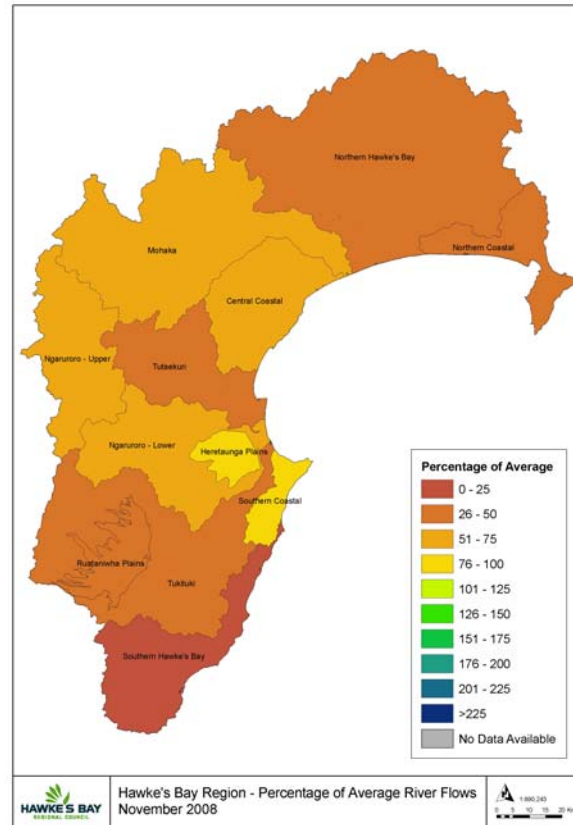 Northern Hawke's Bay
Northern Coastal
Mohaka
Central Coastal
Ngaruroro - Upper
Tutaekuri
Ngaruroro - Lower
Heretaunga Plains
Southern Coastal
Ruataniwha Plains
Tukituki
Southern Hawke's Bay
Percentage of Average
0 - 25
26 - 50
51 - 75
76 - 100
101 - 125
126 - 150
151 - 175
176 - 200
201 - 225
>225
No Data Available
HAWKE'S BAY
REGIONAL COUNCIL
Hawke's Bay Region - Percentage of Average River Flows
November 2008